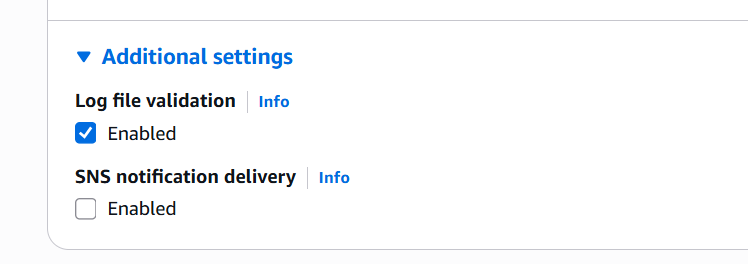 Additional settings
Log file validation Info
Enabled
SNS notification delivery Info
Enabled